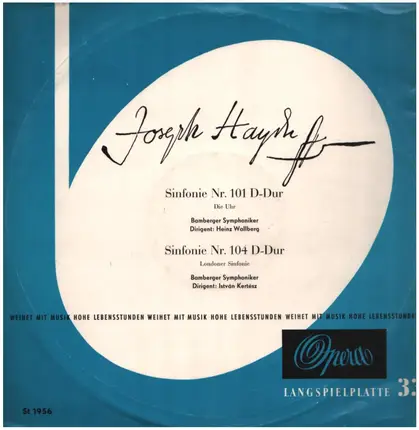 Joseph Haydn
Sinfonie Nr. 101 D-Dur
Die Uhr
Bamberger Symphoniker
Dirigent: Heinz Wallberg
Sinfonie Nr. 104 D-Dur
Londoner Sinfonie
Bamberger Symphoniker
Dirigent: István Kertész
WEIHET MIT MUSIK HOHE LEBENSSTUNDEN WEIHET MIT MUSIK HOHE LEBENSSTUNDEN WEIHET MIT MUSIK HOHE LEBENSSTUNDEN
Opera
LANGSPIELPLATTE 33
St 1956